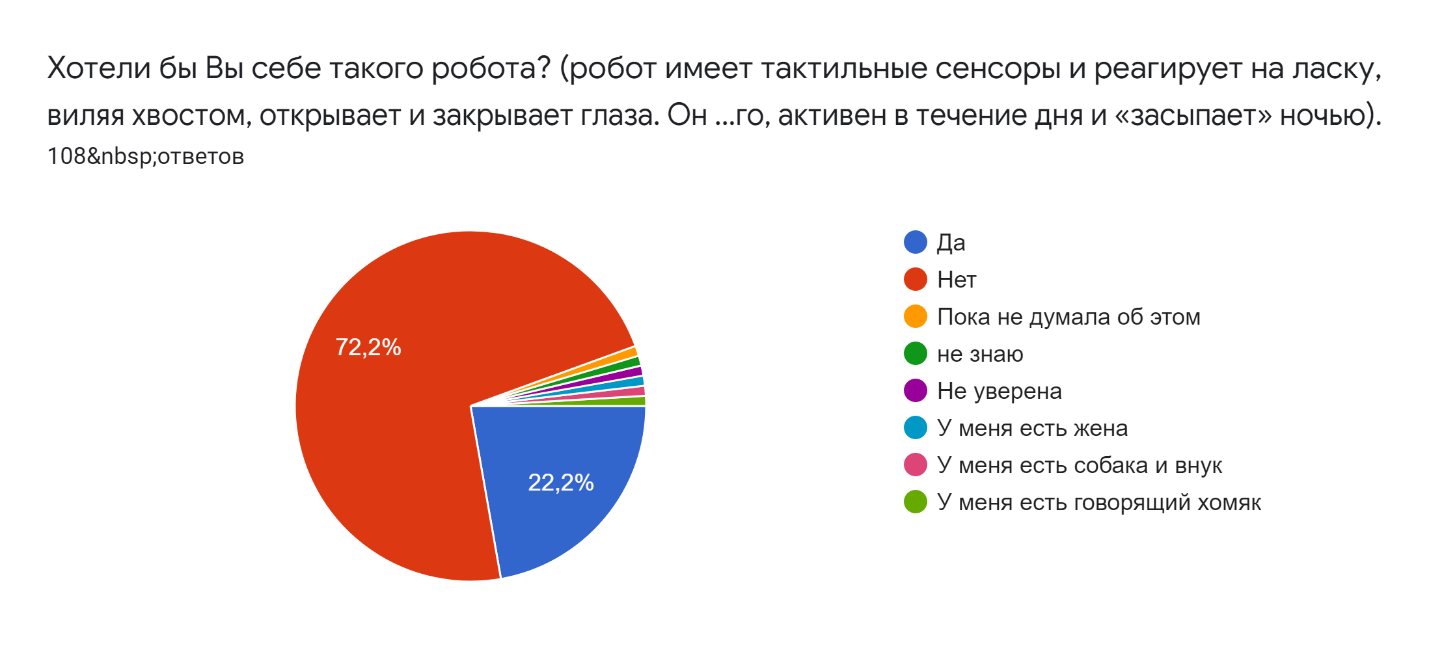 Хотели бы Вы себе такого робота? (робот имеет тактильные сенсоры и реагирует на ласку,
виляя хвостом, открывает и закрывает глаза. Он ...го, активен в течение дня и «засыпает» ночью).
108&nbsp;ответов
72,2%
22,2%
Да
Нет
Пока не думала об этом
не знаю
Не уверена
У меня есть жена
У меня есть собака и внук
У меня есть говорящий хомяк